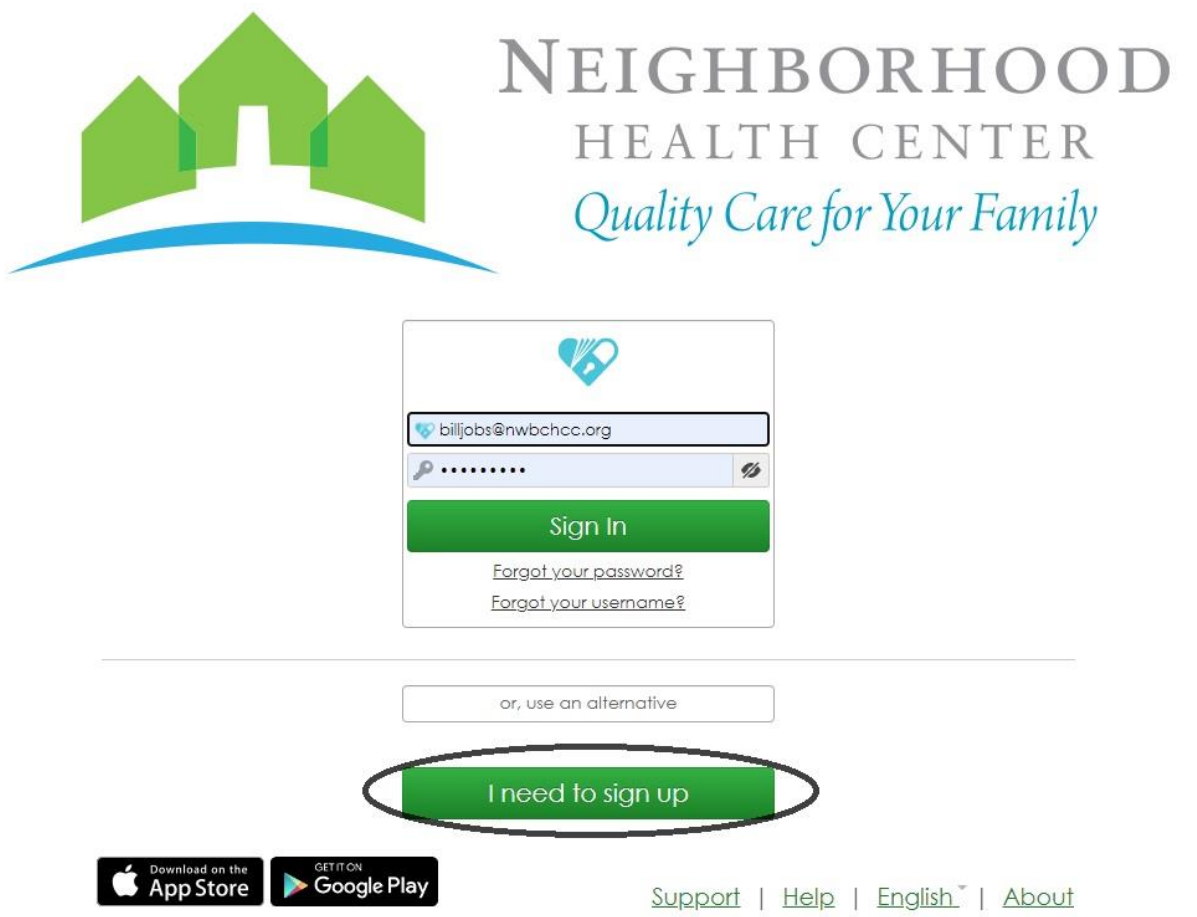 NEIGHBORHOOD
HEALTH CENTER
Quality Care for Your Family
billjobs@nwbchcc.org
•••••••••
Sign In
Forgot your password?
Forgot your username?
or, use an alternative
I need to sign up
Download on the
App Store
GET IT ON
Google Play
Support | Help | English | About